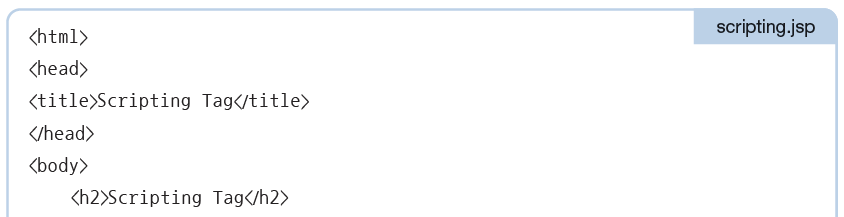 scripting.jsp
<html>
<head>
<title>Scripting Tag</title>
</head>
<body>
    <h2>Scripting Tag</h2>